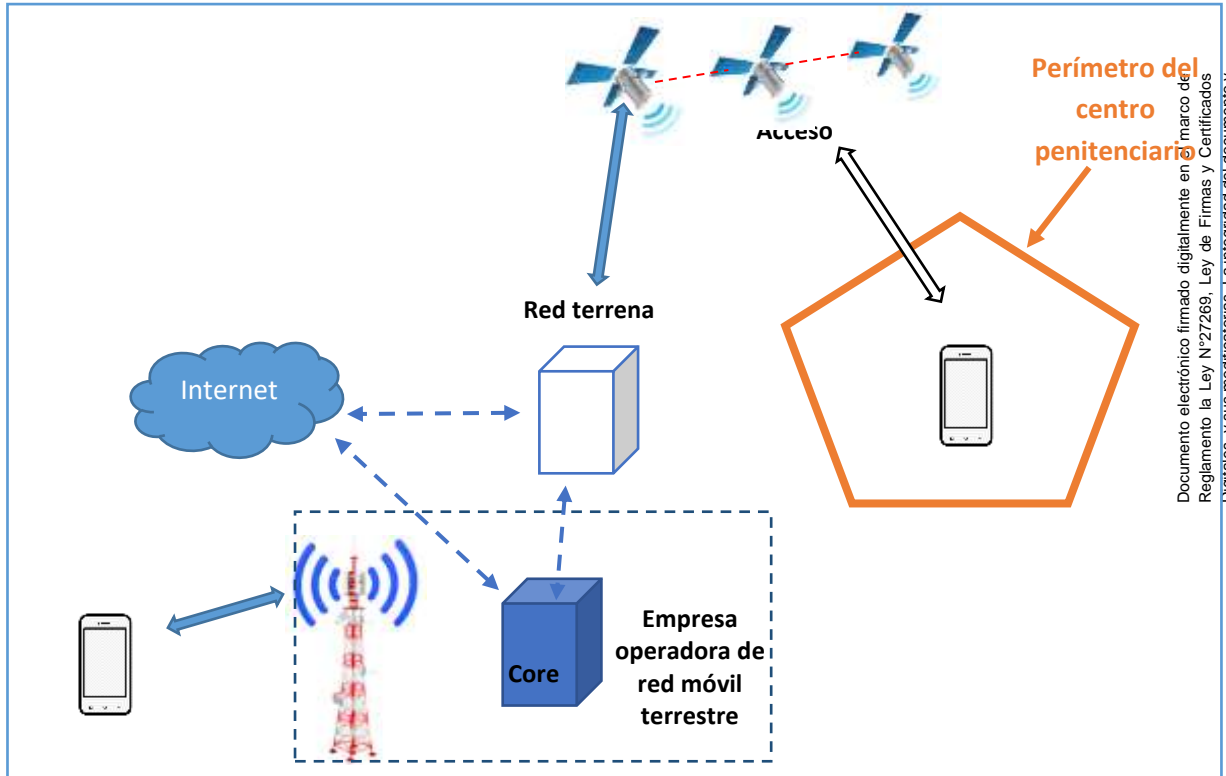 Perímetro del
centro
penitenciario
Acceso
Red terrena
Internet
Core
Empresa
operadora de
red móvil
terrestre
Documento electrónico firmado digitalmente en el marco de
Reglamento la Ley N°27269, Ley de Firmas y Certificados